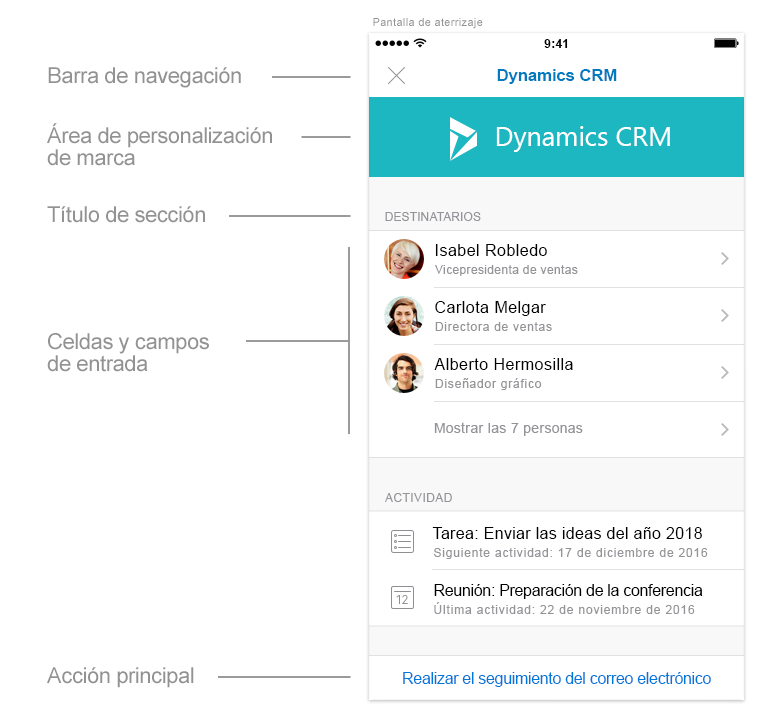 Pantalla de aterrizaje
9:41
Barra de navegación
Dynamics CRM
Área de personalización
de marca
Dynamics CRM
Título de sección
DESTINATARIOS
Isabel Robledo
Vicepresidenta de ventas
Carlota Melgar
Directora de ventas
Celdas y campos
de entrada
Alberto Hermosilla
Diseñador gráfico
Mostrar las 7 personas
ACTIVIDAD
Tarea: Enviar las ideas del año 2018
Siguiente actividad: 17 de diciembre de 2016
12
Reunión: Preparación de la conferencia
Última actividad: 22 de noviembre de 2016
Acción principal
Realizar el seguimiento del correo electrónico